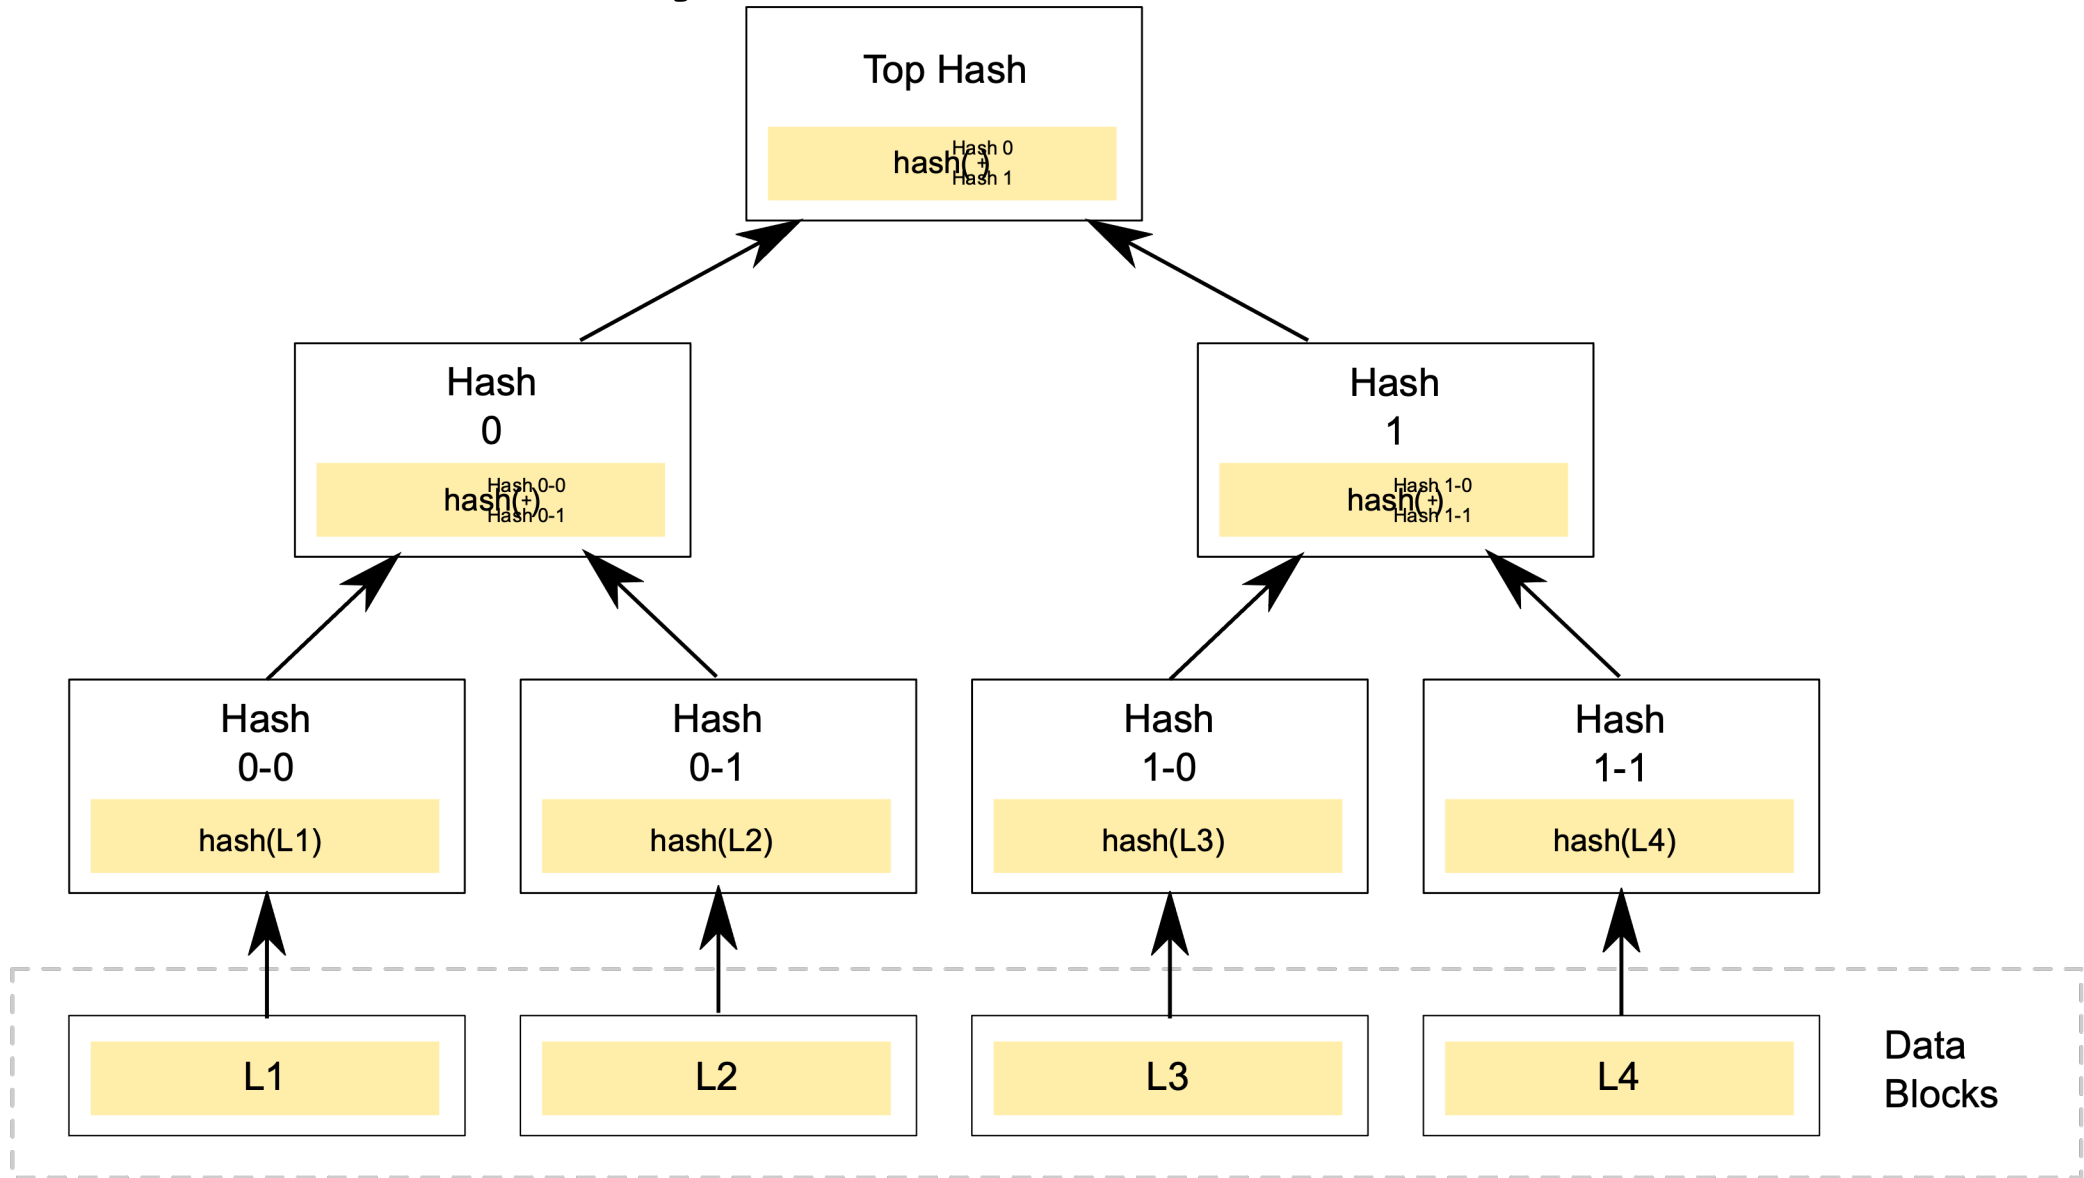 Top Hash
hash( )
Hash 0
+
Hash 1
Hash
0
hash( )
Hash 0-0
+
Hash 0-1
Hash
1
hash( )
Hash 1-0
+
Hash 1-1
Hash
0-0
hash(L1)
Hash
0-1
hash(L2)
Hash
1-0
hash(L3)
Hash
1-1
hash(L4)
L1
L2
L3
L4
Data
Blocks